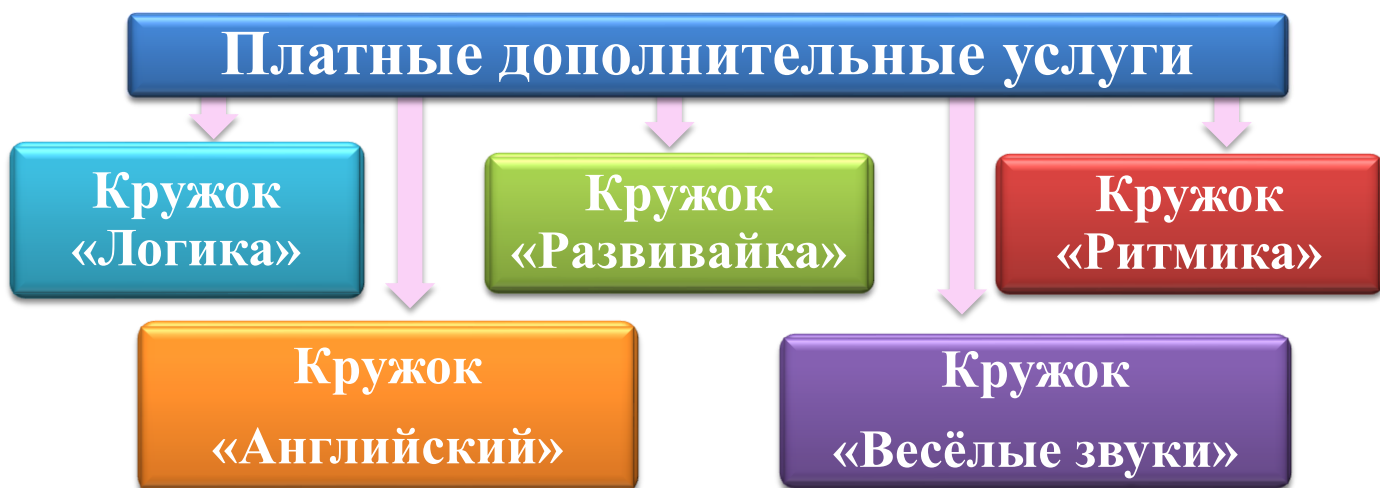 Платные дополнительные услуги
Кружок
«Логика»
Кружок
«Развивайка»
Кружок
«Ритмика»
Кружок
«Английский»
Кружок
«Весёлые звуки»